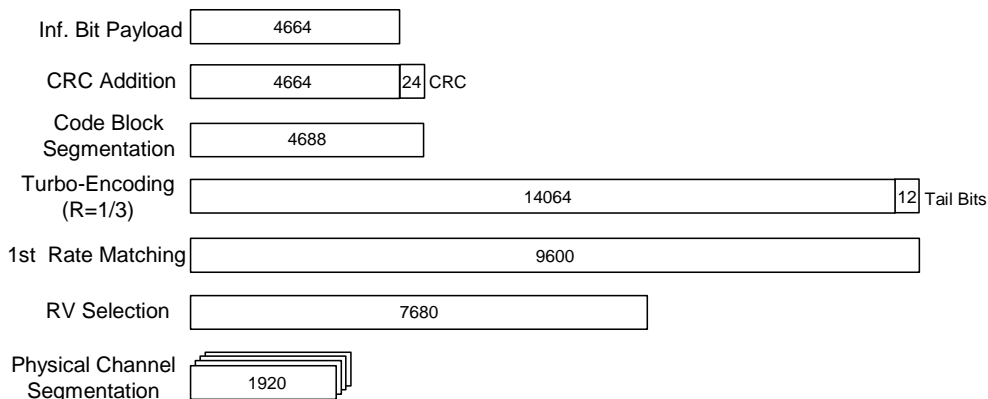 Inf. Bit Payload
4664
CRC Addition
4664
24
CRC
Code Block
Segmentation
4688
Turbo-Encoding
(R=1/3)
14064
12
Tail Bits
1st Rate Matching
9600
RV Selection
7680
Physical Channel
Segmentation
1920